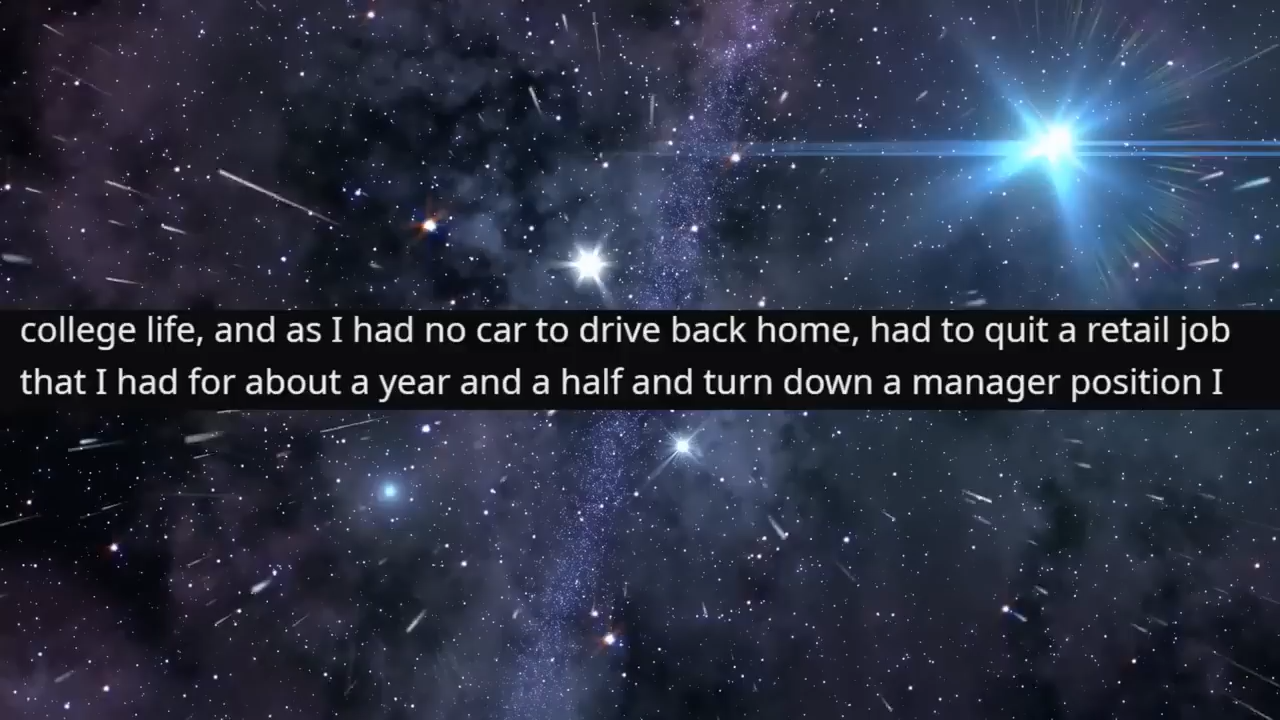 college life, and as I had no car to drive back home, had to quit a retail job
that I had for about a year and a half and turn down a manager position I